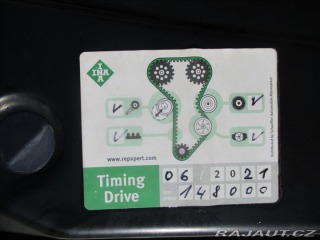 INA
www.repxpert.com
Timing
Drive
06 / 2021
148000
RAJAUT.CZ